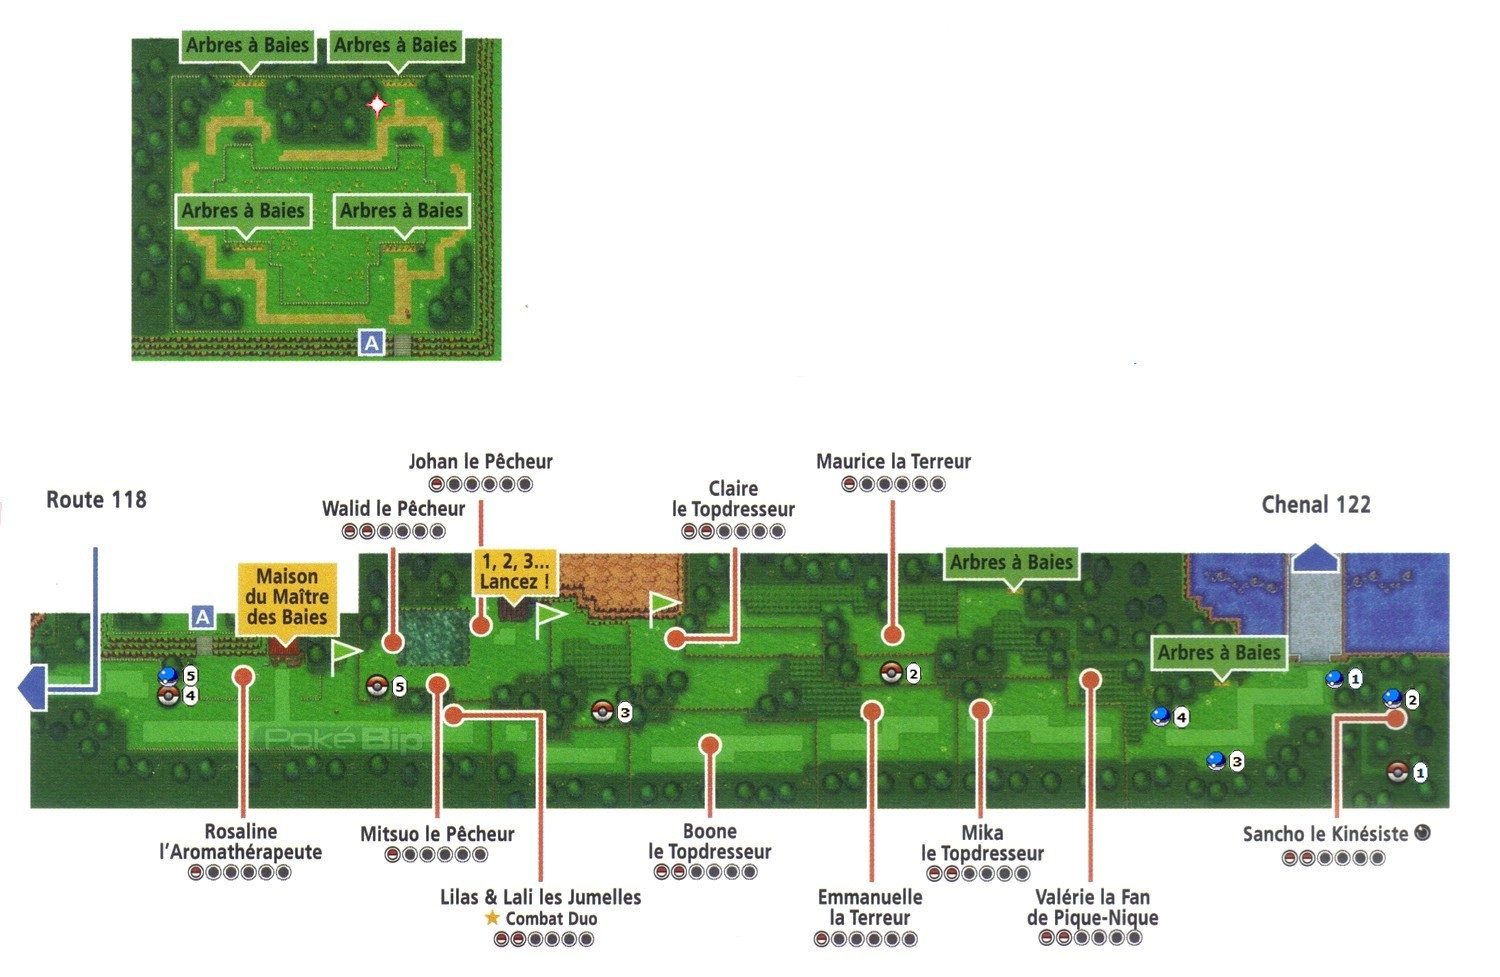 Arbres à Baies
Arbres à Baies
Arbres à Baies
Arbres à Baies
A
Johan le Pêcheur
Maurice la Terreur
Route 118
Walid le Pêcheur
Claire
le Topdresseur
Chenal 122
1, 2, 3...
Lancez !
Arbres à Baies
Maison
du Maître
des Baies
A
Arbres à Baies
5
4
5
3
2
1
2
4
3
1
Poké Bip
Rosaline
l'Aromathérapeute
Mitsuo le Pêcheur
Boone
le Topdresseur
Mika
le Topdresseur
Sancho le Kinésiste
Lilas & Lali les Jumelles
Combat Duo
Emmanuelle
la Terreur
Valérie la Fan
de Pique-Nique